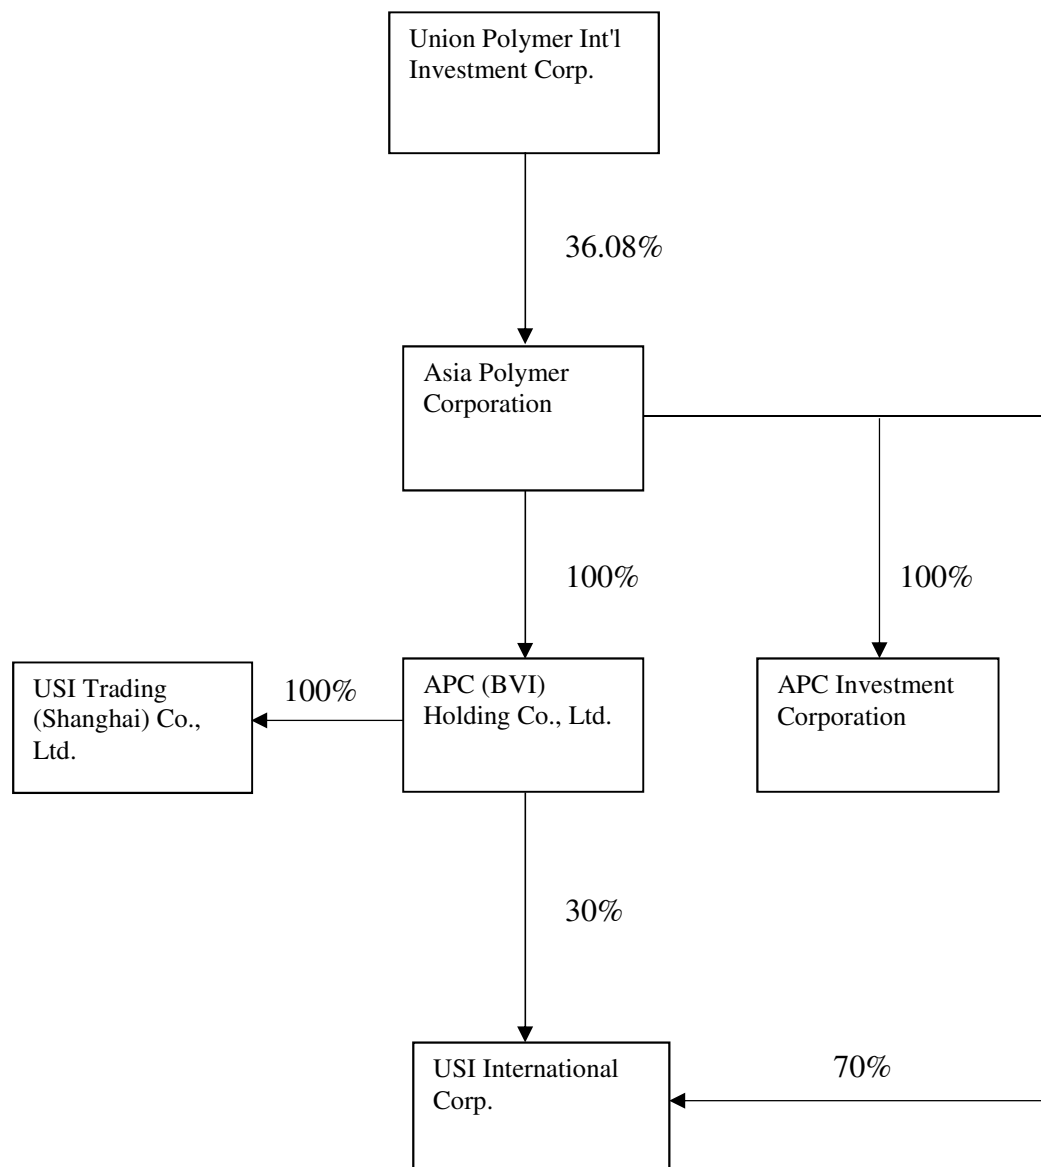 Union Polymer Int'l
Investment Corp.
36.08%
Asia Polymer
Corporation
100%
100%
USI Trading
(Shanghai) Co.,
Ltd.
100%
APC (BVI)
Holding Co., Ltd.
APC Investment
Corporation
30%
USI International
Corp.
70%